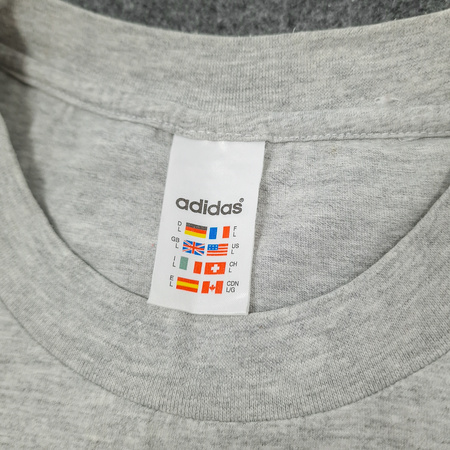 adidas®
D L F L
GB L US L
I L CH L
E L CDN L/G